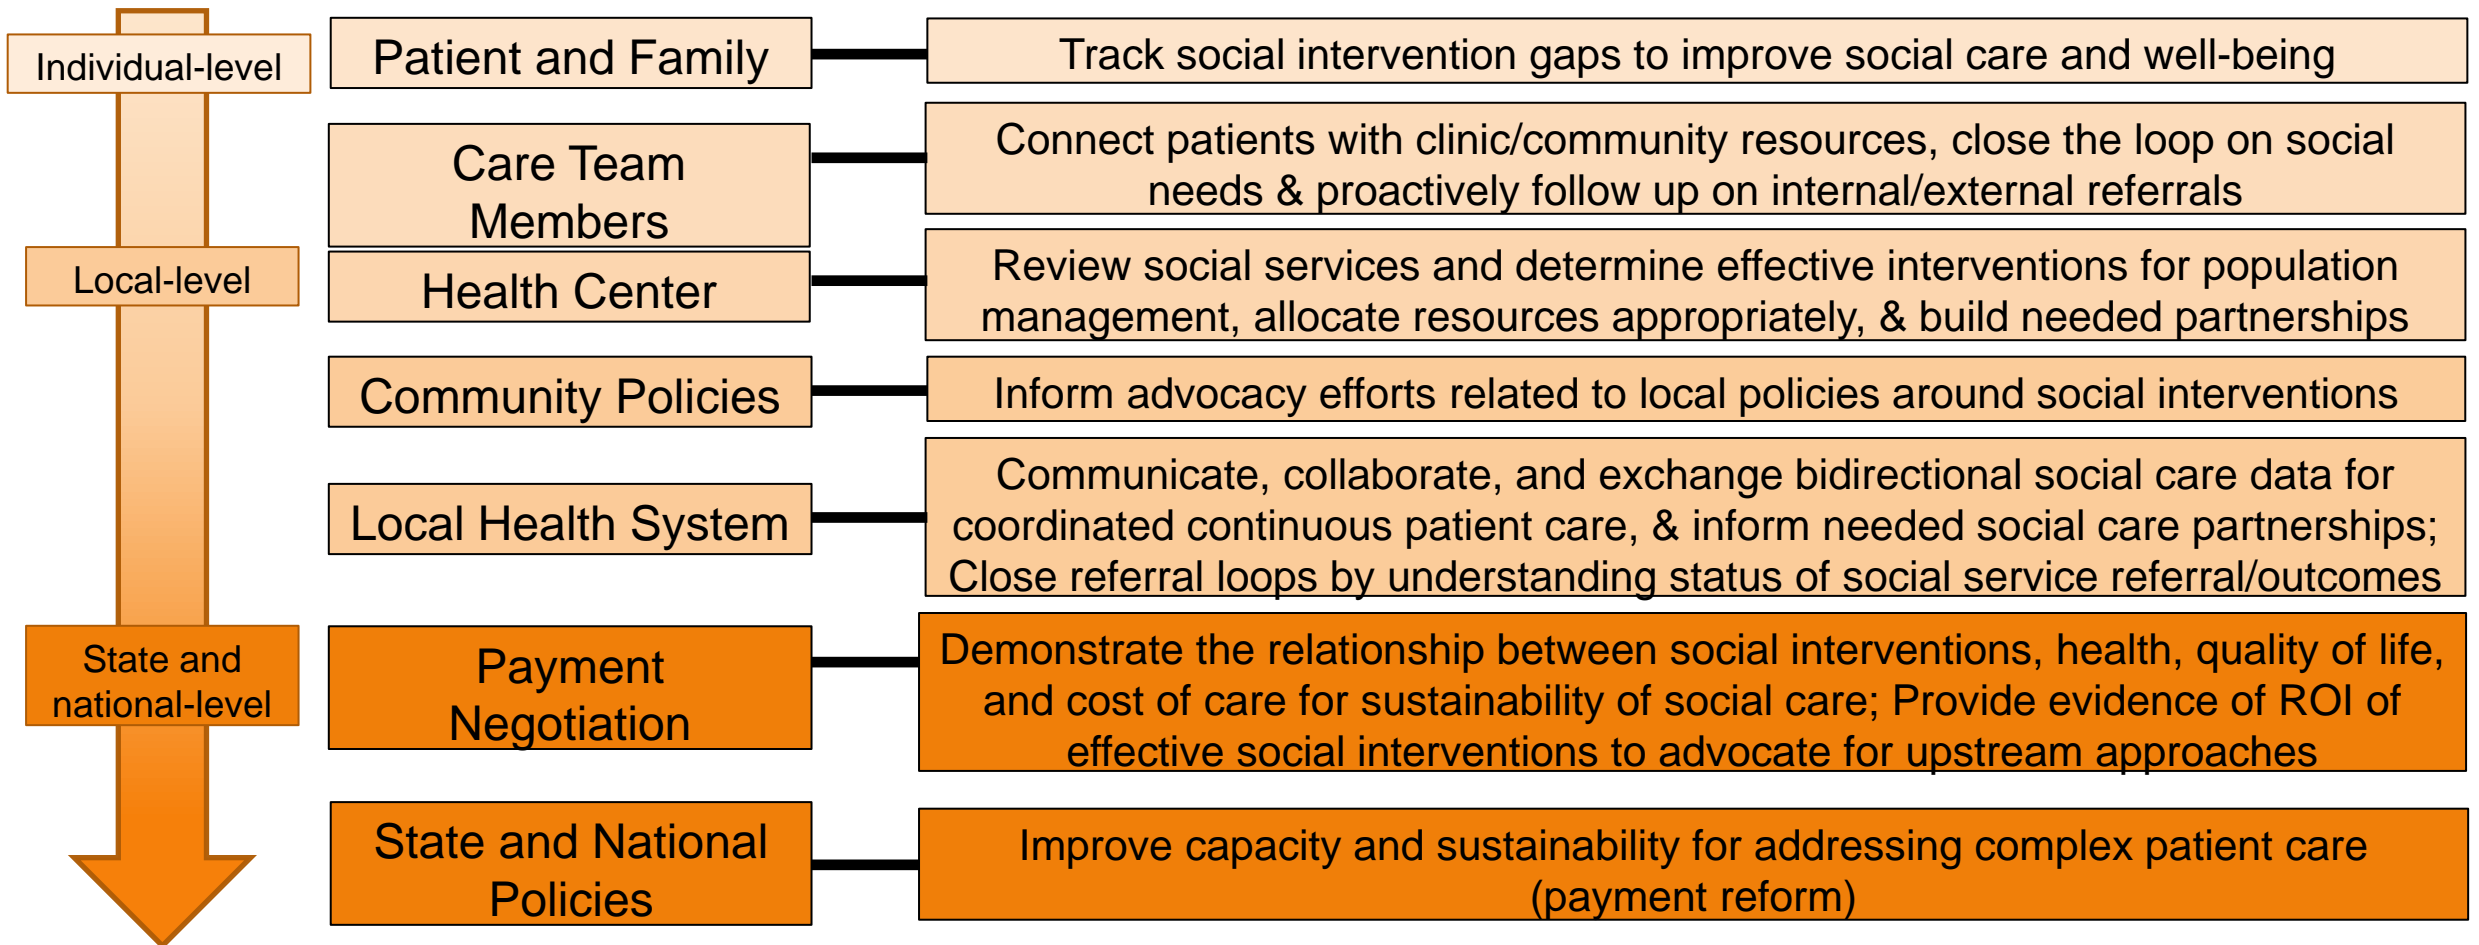 Individual-level
Patient and Family
Track social intervention gaps to improve social care and well-being
Care Team
Members
Connect patients with clinic/community resources, close the loop on social
needs & proactively follow up on internal/external referrals
Local-level
Health Center
Review social services and determine effective interventions for population
management, allocate resources appropriately, & build needed partnerships
Community Policies
Inform advocacy efforts related to local policies around social interventions
Local Health System
Communicate, collaborate, and exchange bidirectional social care data for
coordinated continuous patient care, & inform needed social care partnerships;
Close referral loops by understanding status of social service referral/outcomes
State and
national-level
Payment
Negotiation
Demonstrate the relationship between social interventions, health, quality of life,
and cost of care for sustainability of social care; Provide evidence of ROI of
effective social interventions to advocate for upstream approaches
State and National
Policies
Improve capacity and sustainability for addressing complex patient care
(payment reform)